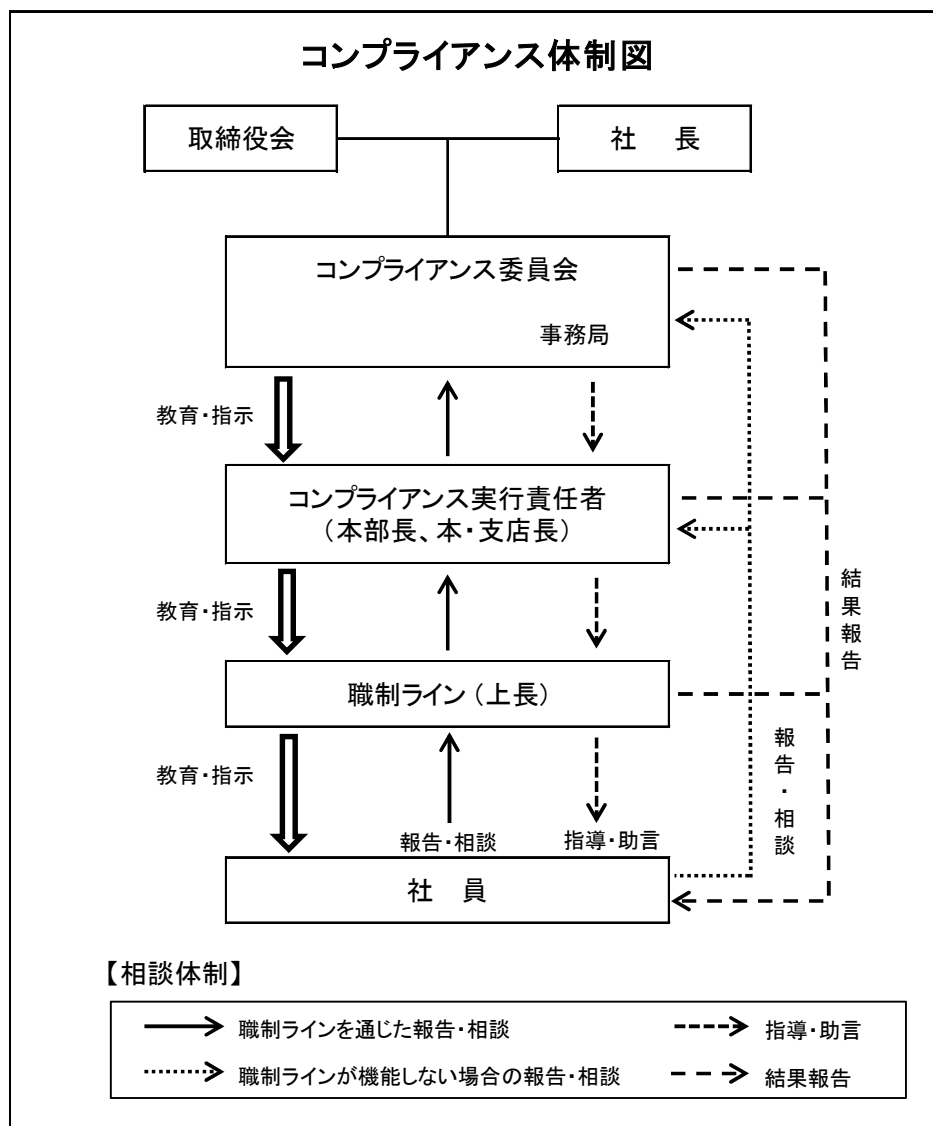 コンプライアンス体制図
取締役会
社　長
コンプライアンス委員会
事務局
教育・指示
コンプライアンス実行責任者
（本部長、本・支店長）
教育・指示
結果報告
職制ライン（上長）
教育・指示
報告・相談
報告・相談
指導・助言
社　員
【相談体制】
職制ラインを通じた報告・相談
指導・助言
職制ラインが機能しない場合の報告・相談
結果報告